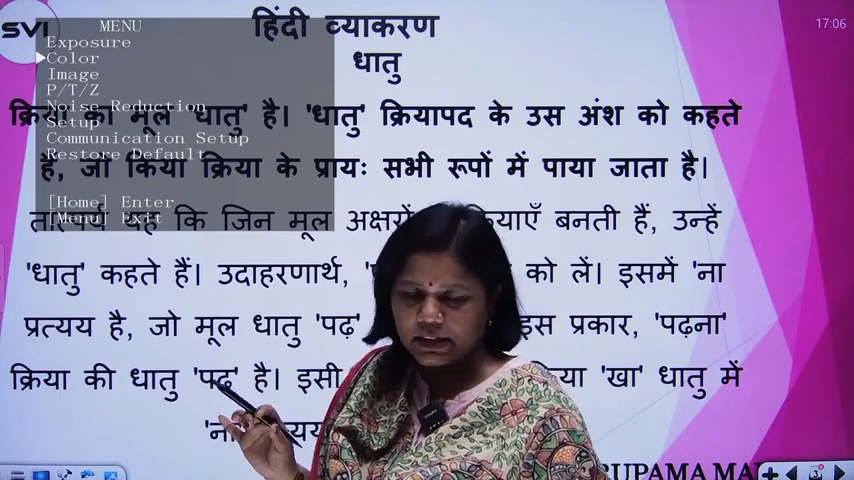 SVI
MENU
Exposure
Color
Image
P/T/Z
Noise Reduction
Setup
Communication Setup
Restore Default
[Home] Enter
[Menu] Exit
17:06
हिंदी व्याकरण
धातु
क्रिया का मूल 'धातु' है। 'धातु' क्रियापद के उस अंश को कहते
है, जो किया क्रिया के प्रायः सभी रूपों में पाया जाता है।
तात्पर्य यह कि जिन मूल अक्षरों क्रियाएँ बनती हैं, उन्हें
'धातु' कहते हैं। उदाहरणार्थ, को लें। इसमें 'ना
प्रत्यय है, जो मूल धातु 'पढ़' इस प्रकार, 'पढ़ना'
क्रिया की धातु 'पढ़' है। इसी 'खा' धातु में
'ना